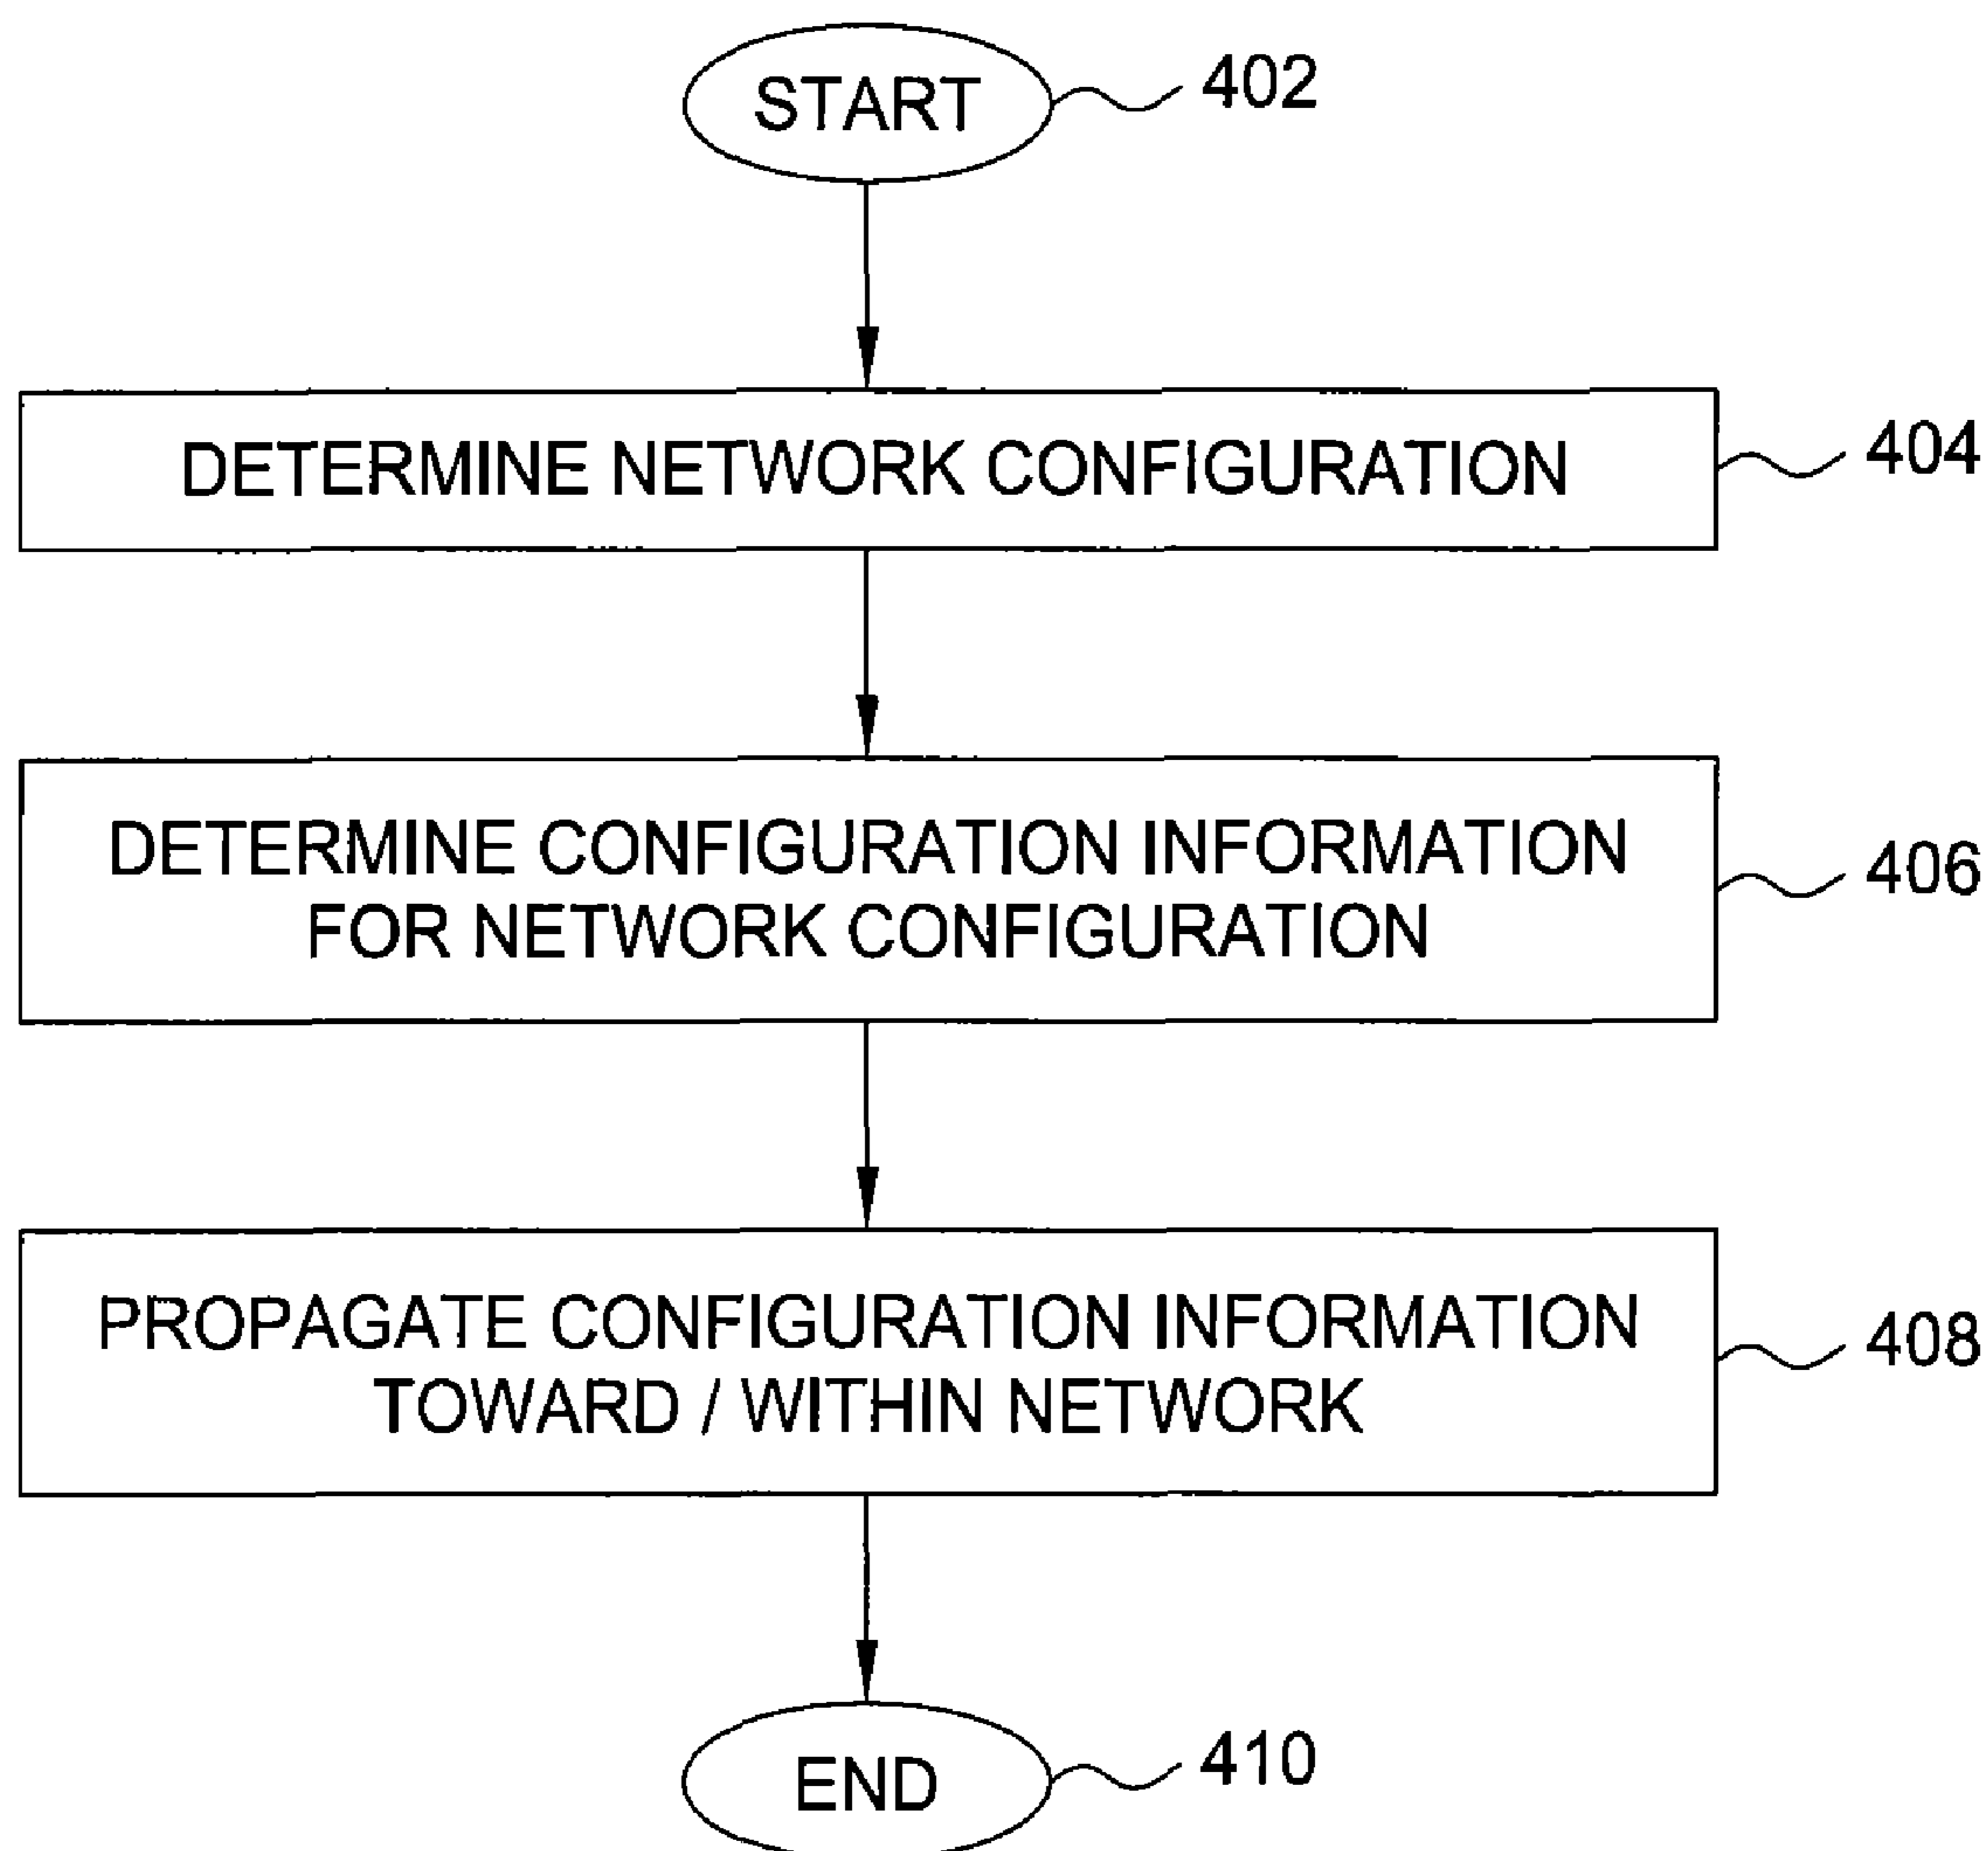 START
402
DETERMINE NETWORK CONFIGURATION
404
DETERMINE CONFIGURATION INFORMATION
FOR NETWORK CONFIGURATION
406
PROPAGATE CONFIGURATION INFORMATION
TOWARD / WITHIN NETWORK
408
END
410